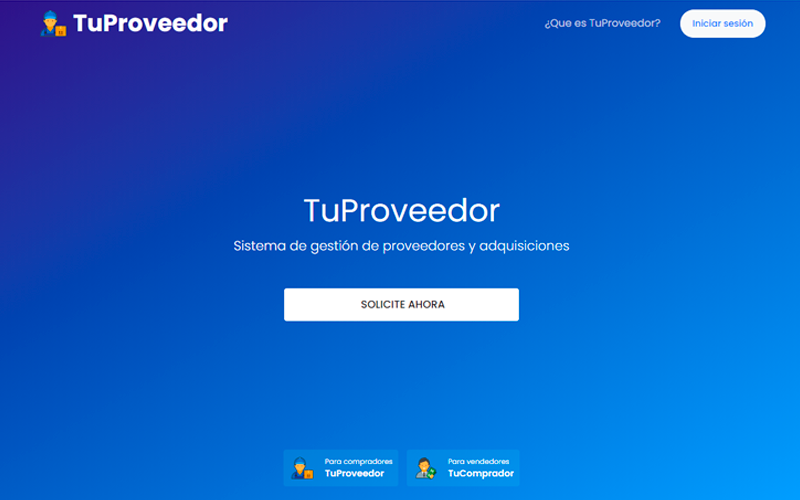 TuProveedor
¿Que es TuProveedor?
Iniciar sesión
TuProveedor
Sistema de gestión de proveedores y adquisiciones
SOLICITE AHORA
Para compradores
TuProveedor
Para vendedores
TuComprador